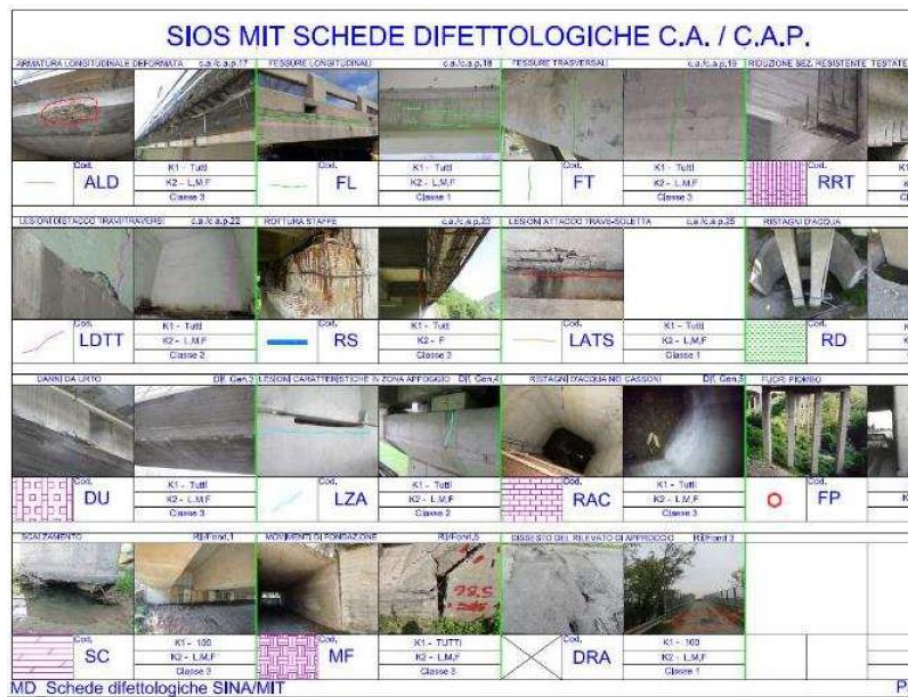 SIOS MIT SCHEDE DIFETTOLOGICHE C.A. / C.A.P.
ARMATURA LONGITUDINALE DEFORMATA c.a./c.a.p.17 FESSURE LONGITUDINALI c.a./c.a.p.18 FESSURE TRASVERSALI c.a./c.a.p.19 RIDUZIONE SEZ. RESISTENTE TESTATE
Cod. ALD K1 - Tutti K2 - L,M,F Classe 3
Cod. FL K1 - Tutti K2 - L,M,F Classe 1
Cod. FT K1 - Tutti K2 - L,M,F Classe 3
Cod. RRT
LESIONI DISTACCO TRAVI/TRAVERSI c.a./c.a.p.22 ROTTURA STAFFE c.a./c.a.p.23 LESIONI ATTACCO TRAVE-SOLETTA c.a./c.a.p.25 RISTAGNI D'ACQUA
Cod. LDTT K1 - Tutti K2 - L,M,F Classe 2
Cod. RS K1 - Tutti K2 - F
Cod. LATS K1 - Tutti K2 - L,M,F Classe 1
Cod. RD
DANNI DA URTO Dif. Gen.3 LESIONI CARATTERISTICHE IN ZONA APPOGGIO Dif. Gen.4 RISTAGNI D'ACQUA NEI CASSONI Dif. Gen.5 FUORI PIOMBO
Cod. DU K1 - Tutti K2 - L,M,F Classe 3
Cod. LZA K1 - Tutti K2 - L,M,F Classe 2
Cod. RAC K1 - Tutti K2 - L,M,F Classe 3
Cod. FP
SCALZAMENTO Ril/Fond.1 MOVIMENTI DI FONDAZIONE Ril/Fond.5 DISSESTO DEL RILEVATO DI APPROCCIO Ril/Fond 2
98.5
Cod. SC K1 - 100 K2 - L,M,F Classe 3
Cod. MF K1 - TUTTI K2 - L,M,F Classe 3
Cod. DRA K1 - 100 K2 - L,M,F Classe 1
MD Schede difettologiche SINA/MIT